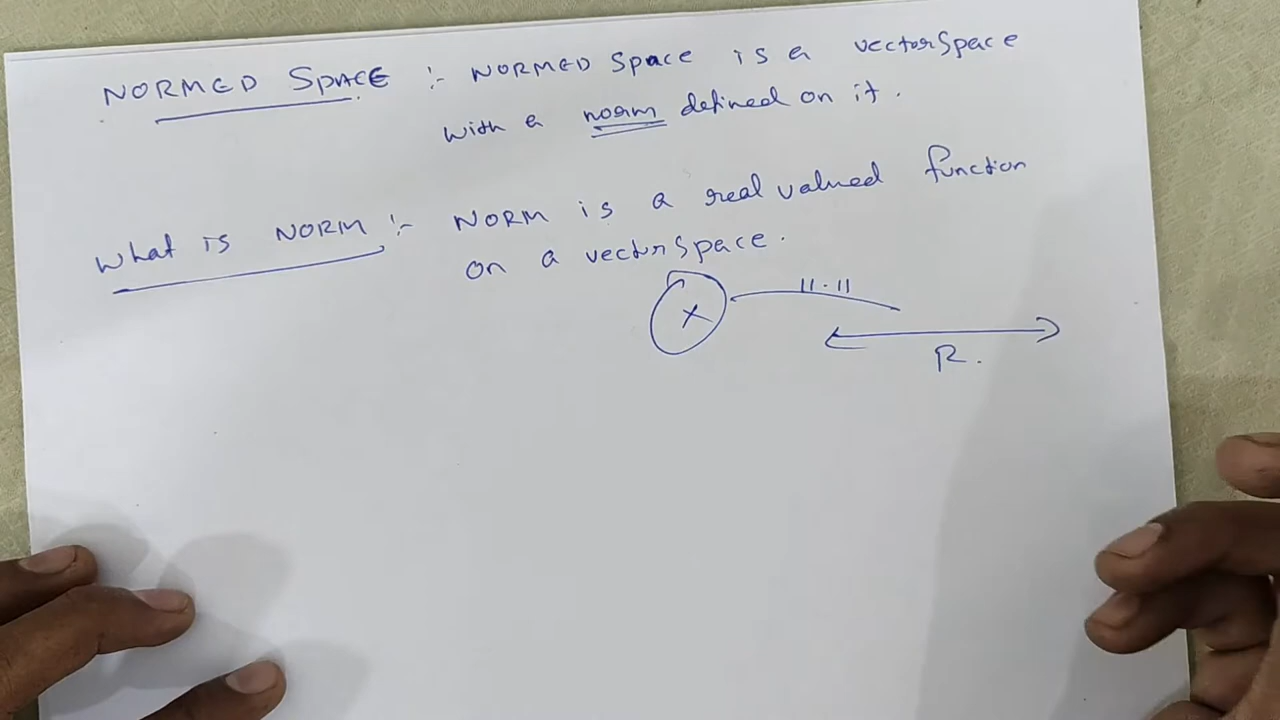 NORMED SPACE :- NORMED Space is a vectorspace
with a norm defined on it.
What is NORM :- NORM is a real valued function
on a vectorspace.
X ||.||
R.